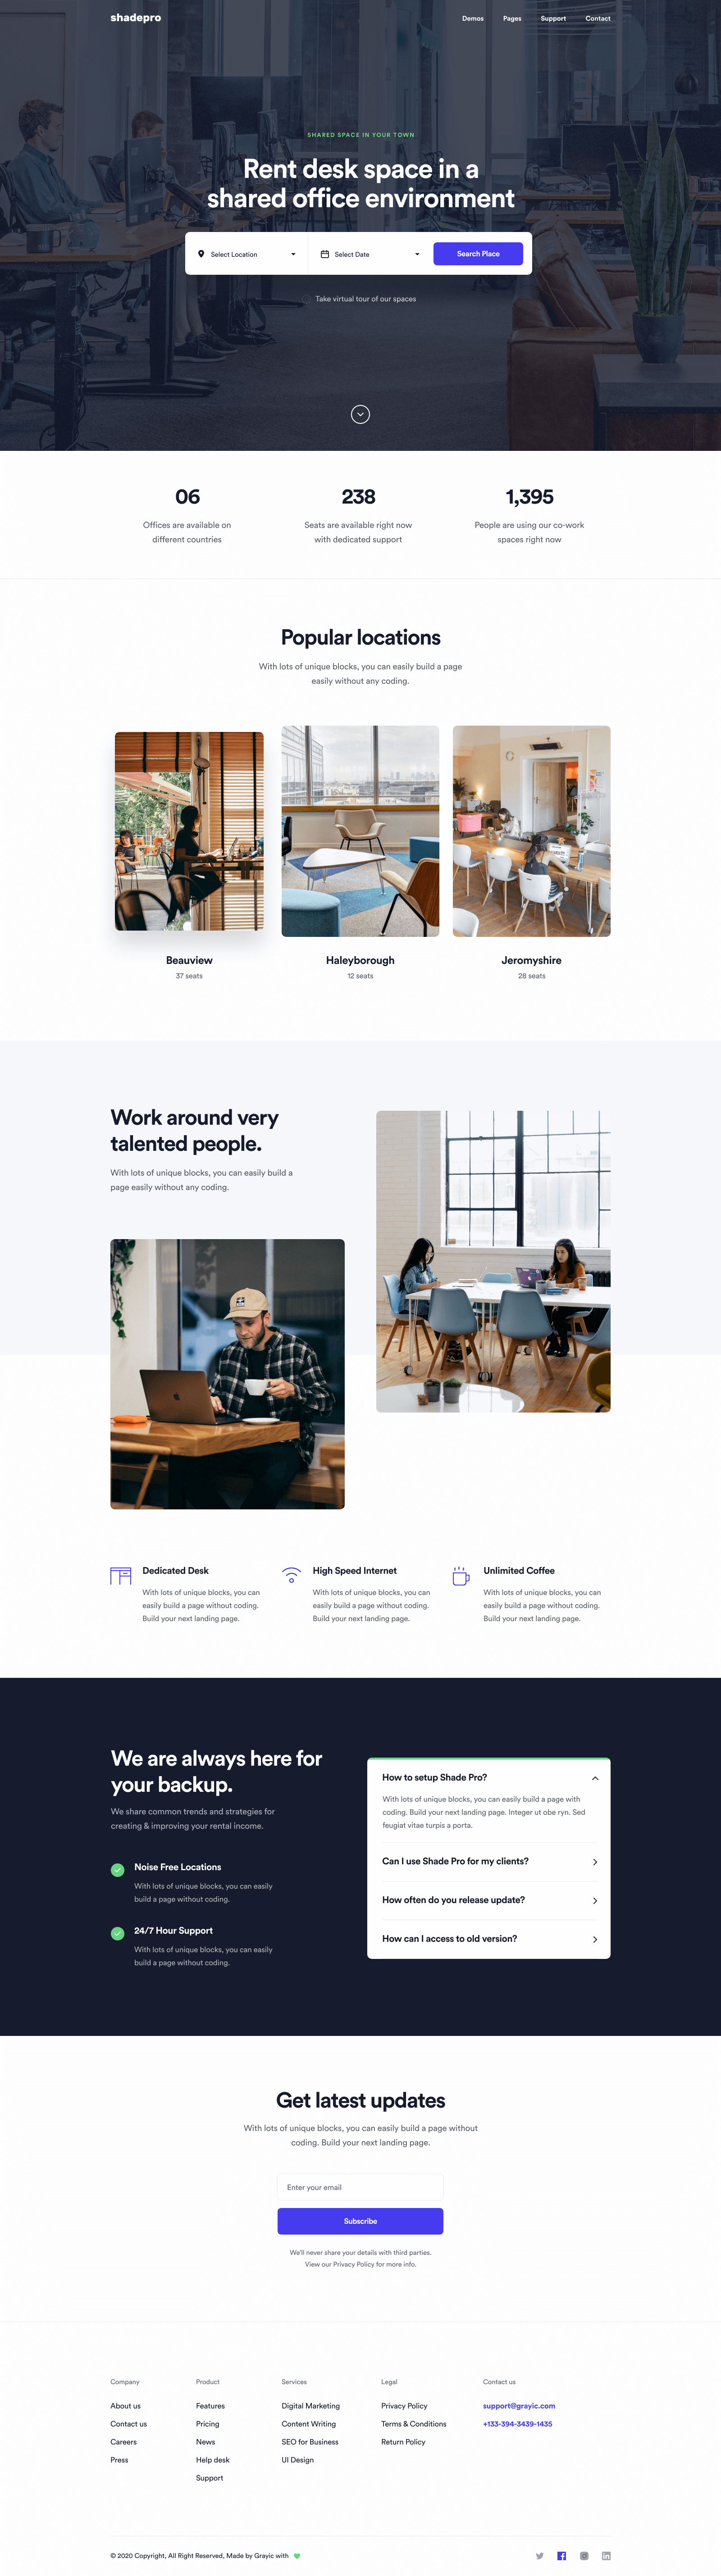 shadepro
Demos Pages Support Contact
SHARED SPACE IN YOUR TOWN
Rent desk space in a
shared office environment
Select Location
Select Date
Search Place
Take virtual tour of our spaces
06
Offices are available on
different countries
238
Seats are available right now
with dedicated support
1,395
People are using our co-work
spaces right now
Popular locations
With lots of unique blocks, you can easily build a page
easily without any coding.
Beauview
37 seats
Haleyborough
12 seats
Jeromyshire
28 seats
Work around very
talented people.
With lots of unique blocks, you can easily build a
page easily without any coding.
Dedicated Desk
With lots of unique blocks, you can
easily build a page without coding.
Build your next landing page.
High Speed Internet
With lots of unique blocks, you can
easily build a page without coding.
Build your next landing page.
Unlimited Coffee
With lots of unique blocks, you can
easily build a page without coding.
Build your next landing page.
We are always here for
your backup.
We share common trends and strategies for
creating & improving your rental income.
Noise Free Locations
With lots of unique blocks, you can easily
build a page without coding.
24/7 Hour Support
With lots of unique blocks, you can easily
build a page without coding.
How to setup Shade Pro?
With lots of unique blocks, you can easily build a page with
coding. Build your next landing page. Integer ut obe ryn. Sed
feugiat vitae turpis a porta.
Can I use Shade Pro for my clients?
How often do you release update?
How can I access to old version?
Get latest updates
With lots of unique blocks, you can easily build a page without
coding. Build your next landing page.
Enter your email
Subscribe
We'll never share your details with third parties.
View our Privacy Policy for more info.
Company
About us
Contact us
Careers
Press
Product
Features
Pricing
News
Help desk
Support
Services
Digital Marketing
Content Writing
SEO for Business
UI Design
Legal
Privacy Policy
Terms & Conditions
Return Policy
Contact us
support@grayic.com
+133-394-3439-1435
© 2020 Copyright, All Right Reserved, Made by Grayic with